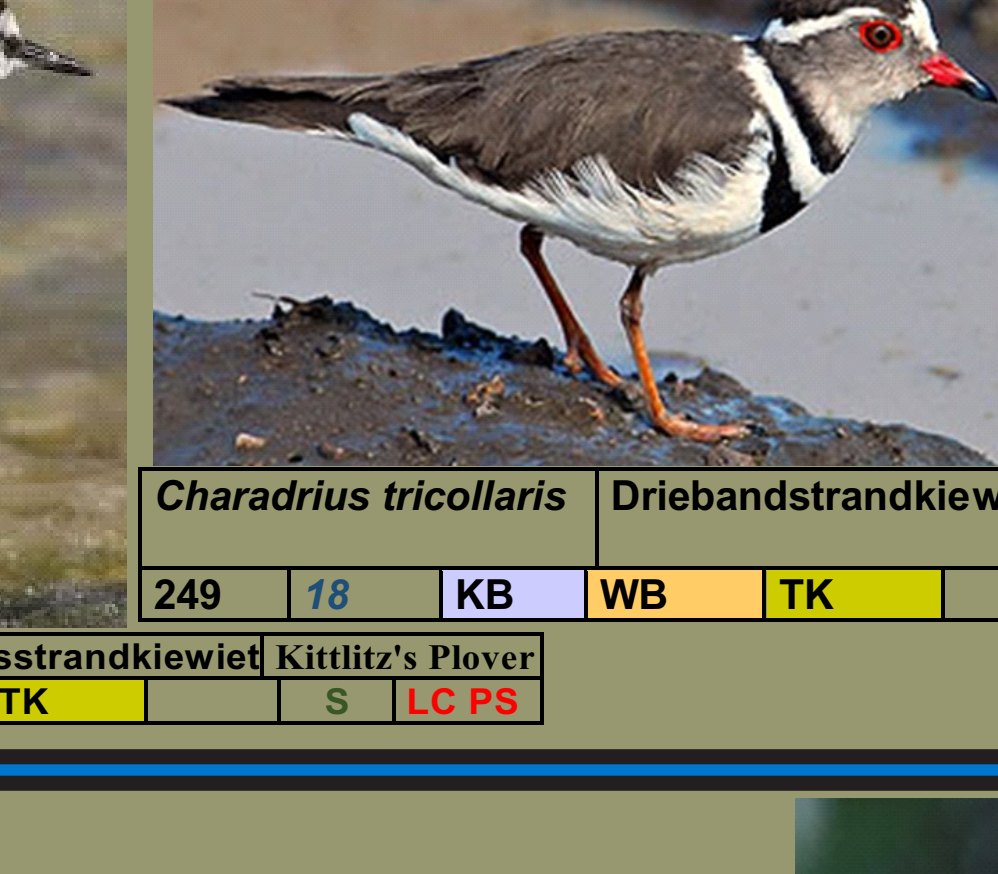 Charadrius tricollaris Driebandstrandkiew
249 18 KB WB TK
sstrandkiewiet Kittlitz's Plover
TK S LC PS